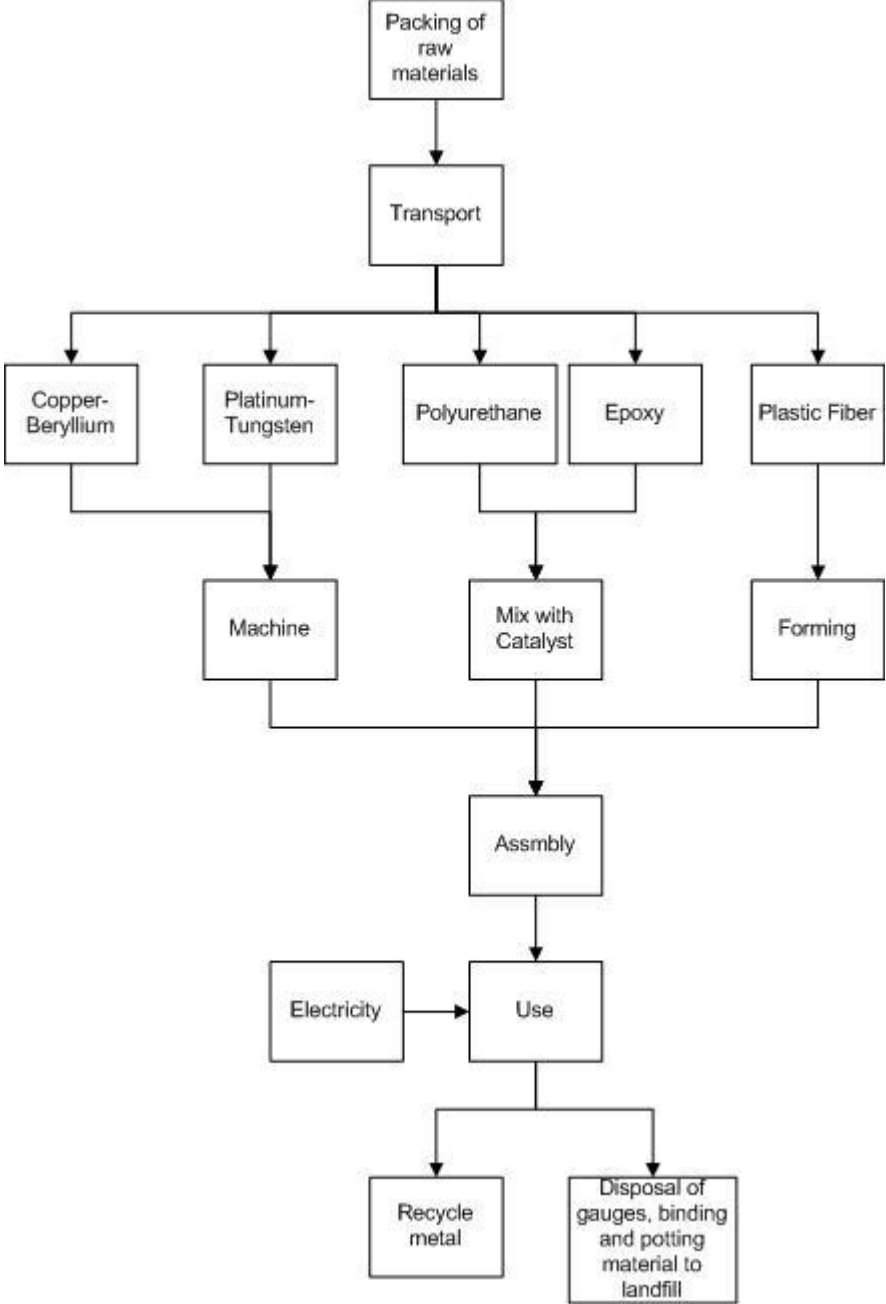 Packing of
raw
materials
Transport
Copper-
Beryllium
Platinum-
Tungsten
Polyurethane
Epoxy
Plastic Fiber
Machine
Mix with
Catalyst
Forming
Assmbly
Electricity
Use
Recycle
metal
Disposal of
gauges, binding
and potting
material to
landfill